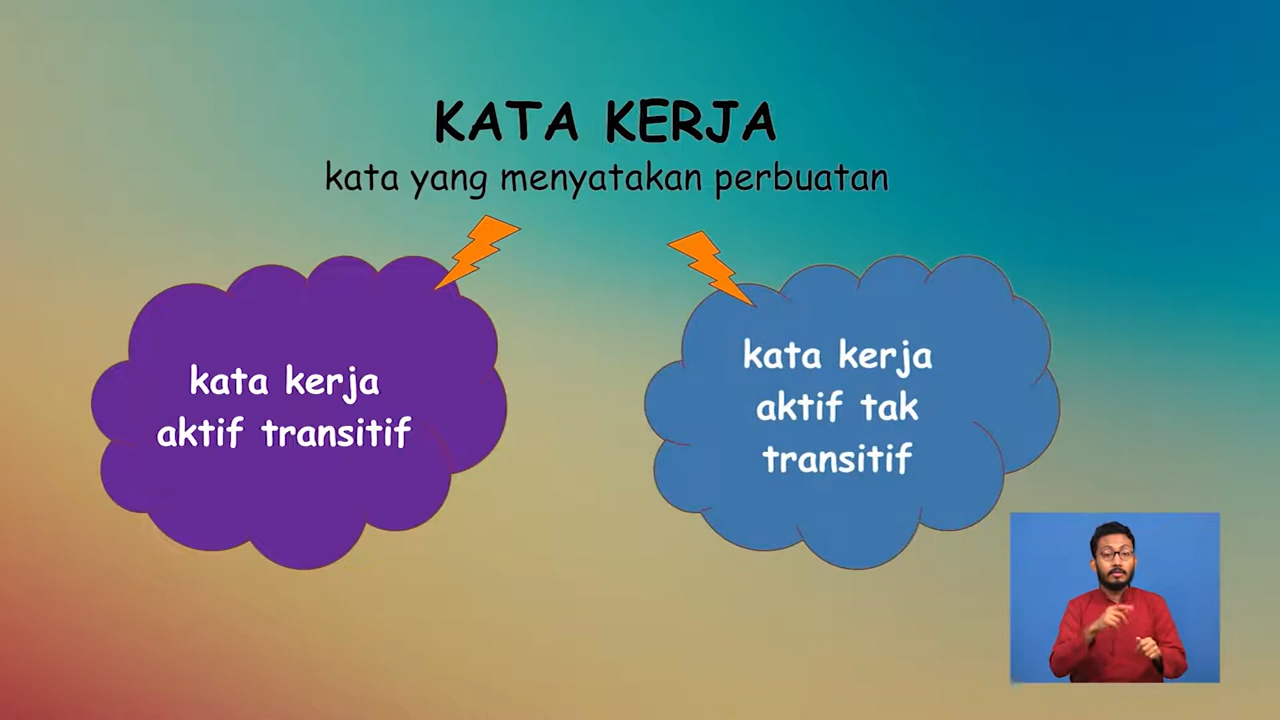 KATA KERJA
kata yang menyatakan perbuatan
kata kerja
aktif transitif
kata kerja
aktif tak
transitif